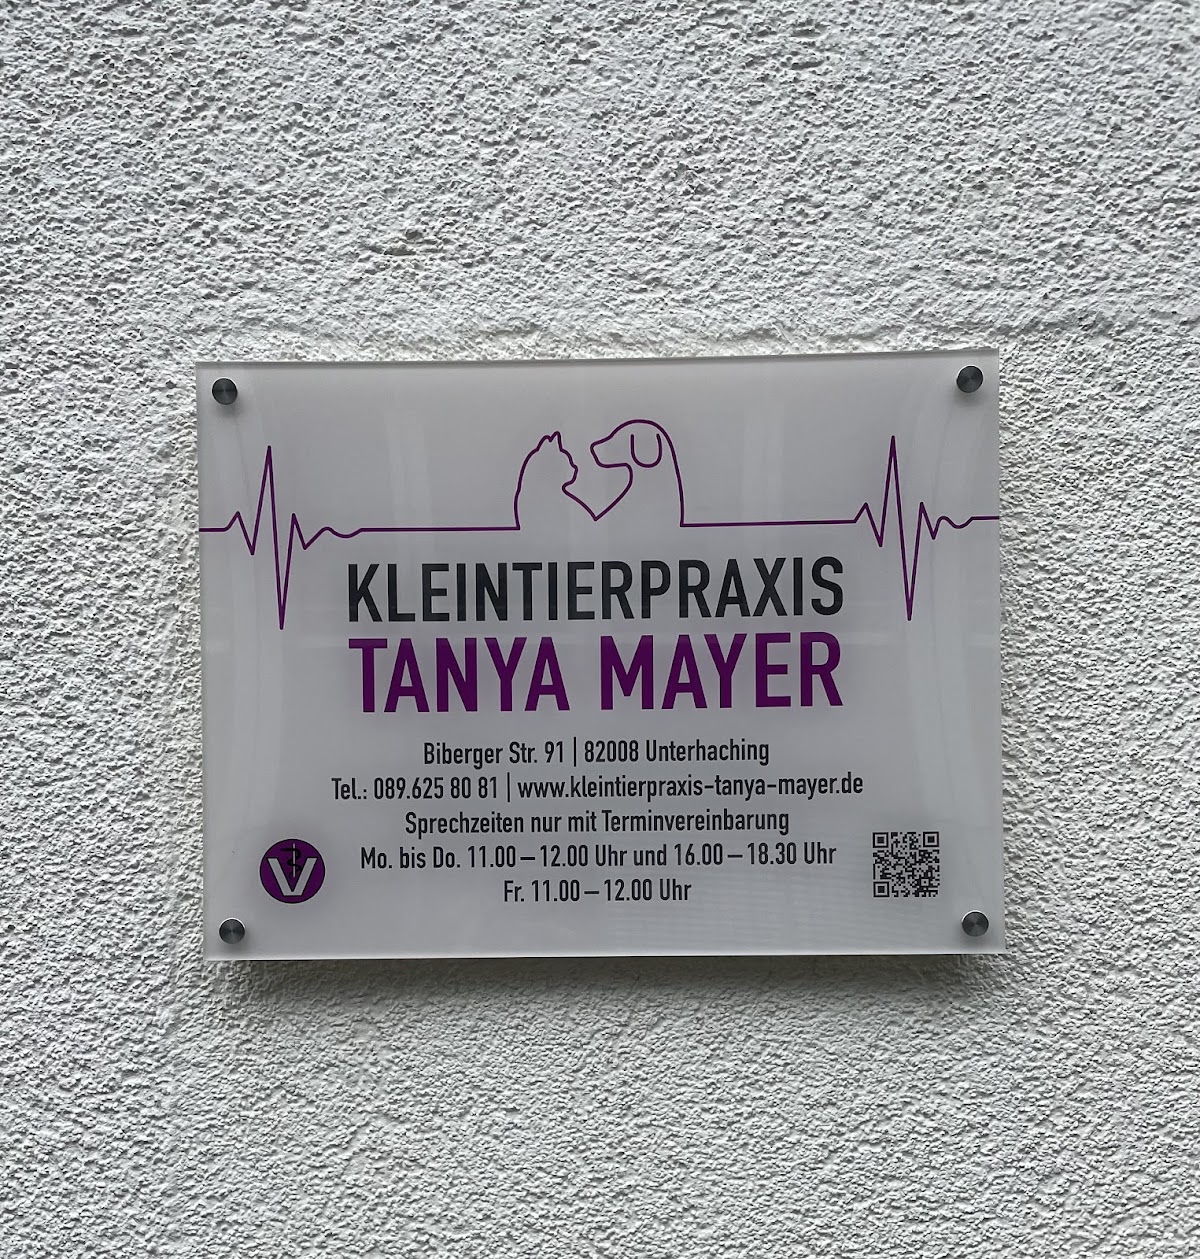 KLEINTIERPRAXIS
TANYA MAYER
Biberger Str. 91 | 82008 Unterhaching
Tel.: 089.625 80 81 | www.kleintierpraxis-tanya-mayer.de
Sprechzeiten nur mit Terminvereinbarung
Mo. bis Do. 11.00 – 12.00 Uhr und 16.00 – 18.30 Uhr
Fr. 11.00 – 12.00 Uhr
V